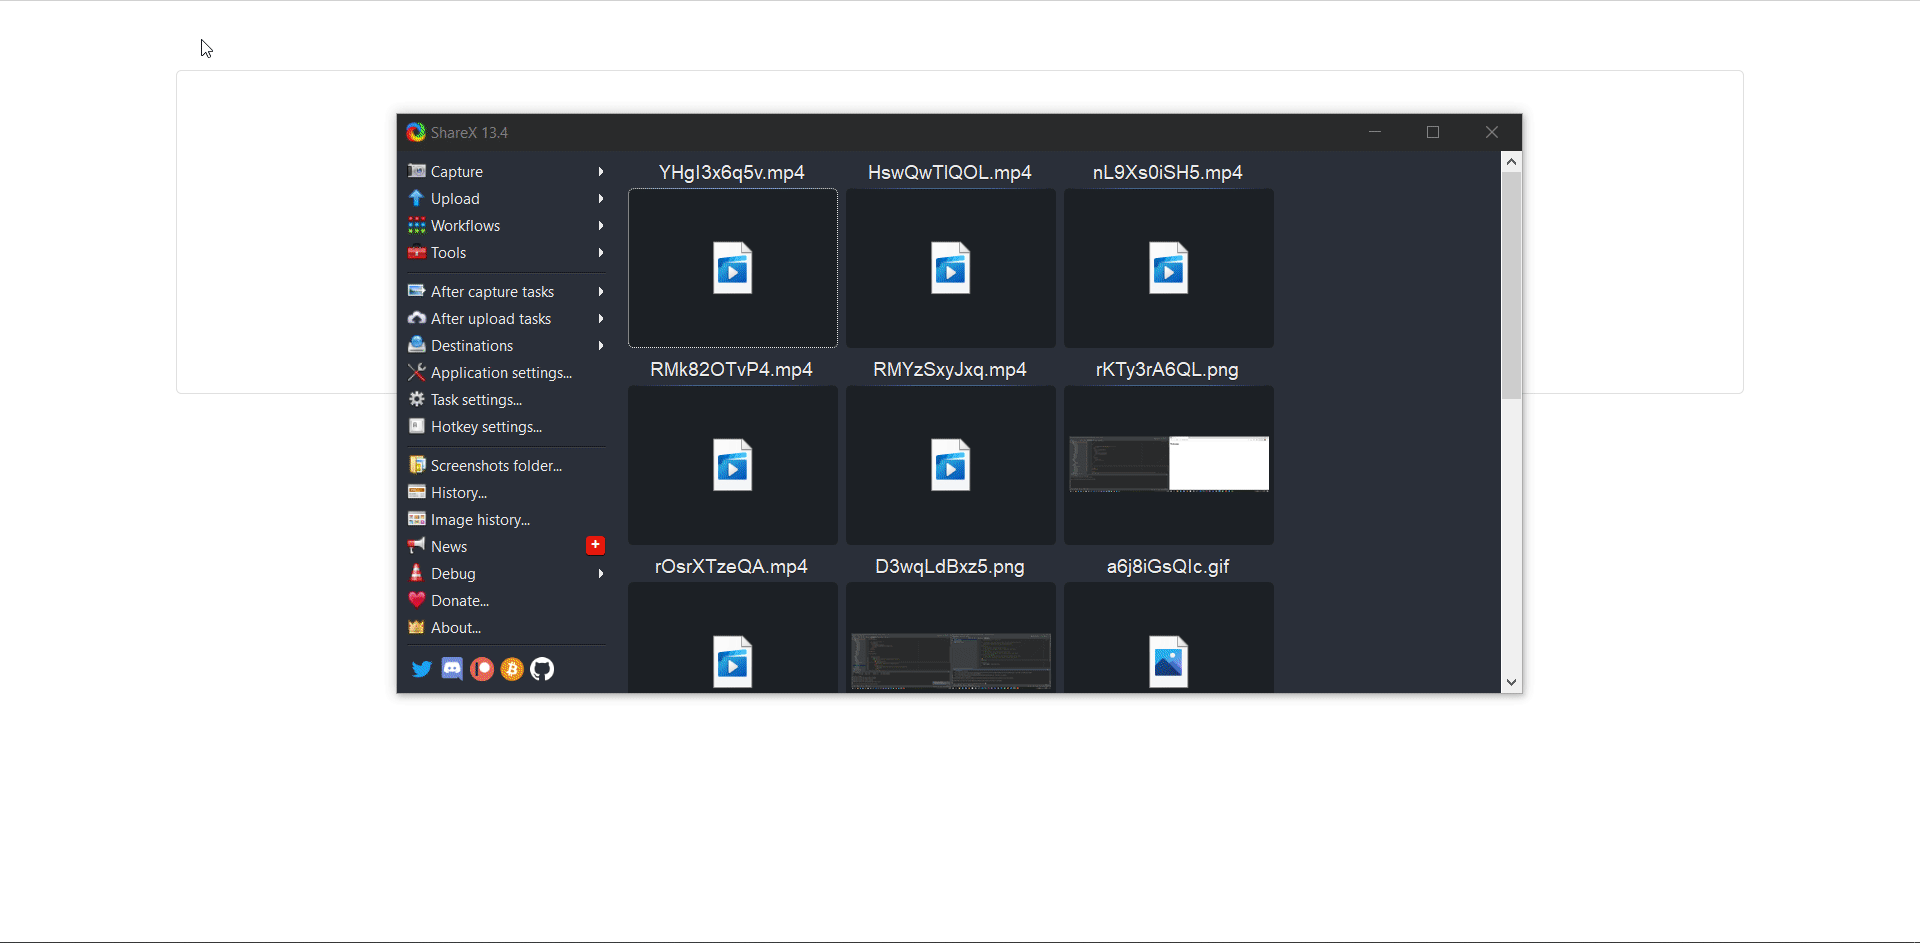 ShareX 13.4
Capture
Upload
Workflows
Tools
After capture tasks
After upload tasks
Destinations
Application settings...
Task settings...
Hotkey settings...
Screenshots folder...
History...
Image history...
News
Debug
Donate...
About...
YHgI3x6q5v.mp4 HswQwTlQOL.mp4 nL9Xs0iSH5.mp4
RMk82OTvP4.mp4 RMYzSxyJxq.mp4 rKTy3rA6QL.png
rOsrXTzeQA.mp4 D3wqLdBxz5.png a6j8iGsQIc.gif